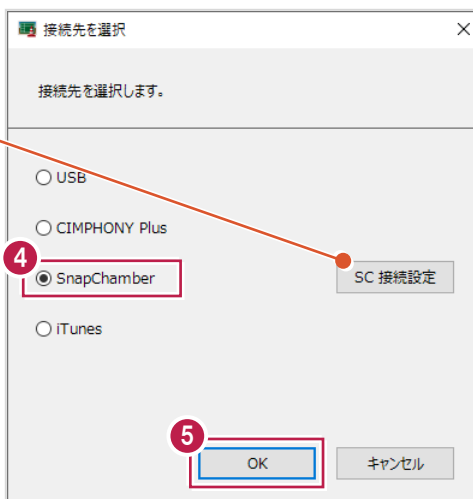 接続先を選択
接続先を選択します。
USB
CIMPHONY Plus
4
SnapChamber
SC 接続設定
iTunes
5
OK
キャンセル